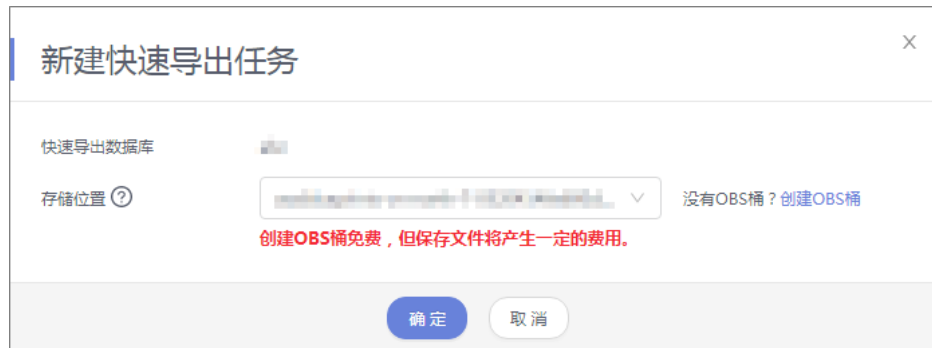 新建快速导出任务
快速导出数据库
存储位置 ? 没有OBS桶？创建OBS桶
创建OBS桶免费，但保存文件将产生一定的费用。
确定 取消